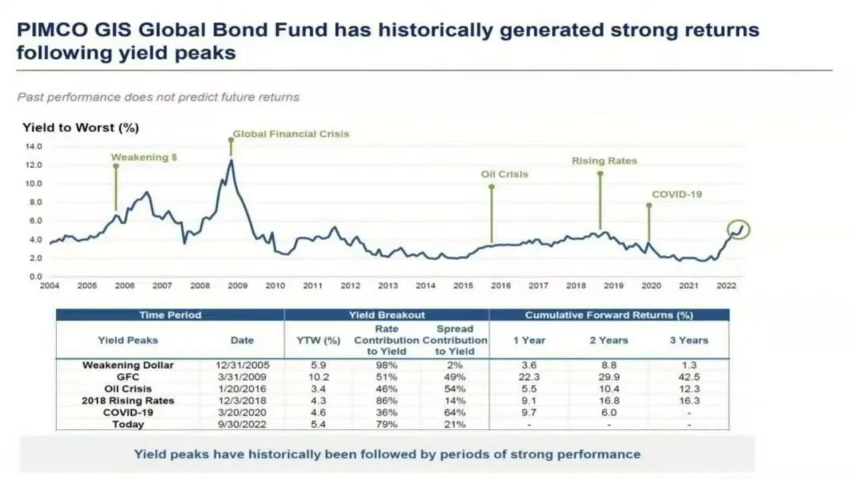 PIMCO GIS Global Bond Fund has historically generated strong returns
following yield peaks
Past performance does not predict future returns
Yield to Worst (%)
14.0
12.0
10.0
8.0
6.0
4.0
2.0
0.0
Weakening $
Global Financial Crisis
Oil Crisis
Rising Rates
COVID-19
2004 2005 2006 2007 2008 2009 2010 2011 2012 2013 2014 2015 2016 2017 2018 2019 2020 2021 2022
Time Period Yield Breakout Cumulative Forward Returns (%)
Yield Peaks Date YTW (%) Rate Contribution to Yield Spread Contribution to Yield 1 Year 2 Years 3 Years
Weakening Dollar 12/31/2005 5.9 98% 2% 3.6 8.8 1.3
GFC 3/31/2009 10.2 51% 49% 22.3 29.9 42.5
Oil Crisis 1/20/2016 3.4 46% 54% 5.5 10.4 12.3
2018 Rising Rates 12/3/2018 4.3 86% 14% 9.1 16.8 16.3
COVID-19 3/20/2020 4.6 36% 64% 9.7 6.0 -
Today 9/30/2022 5.4 79% 21% - - -
Yield peaks have historically been followed by periods of strong performance